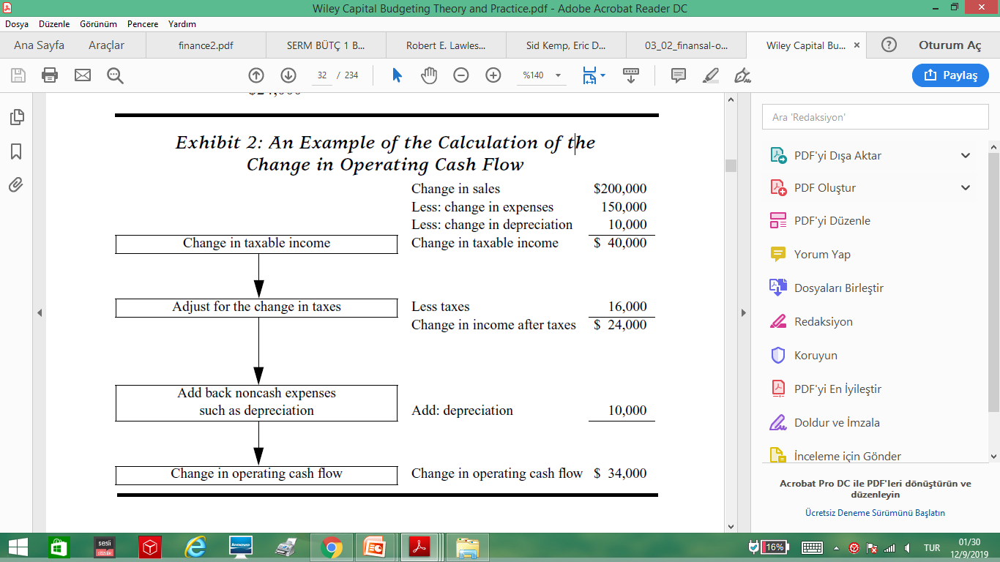 Wiley Capital Budgeting Theory and Practice.pdf - Adobe Acrobat Reader DC
Dosya Düzenle Görünüm Pencere Yardım
Ana Sayfa Araçlar finance2.pdf SERM BÜTÇ 1 B... Robert E. Lawles... Sid Kemp, Eric D... 03_02_finansal-o... Wiley Capital Bu... × Oturum Aç
32 / 234 %140 Paylaş
Exhibit 2: An Example of the Calculation of the
Change in Operating Cash Flow
Change in sales $200,000
Less: change in expenses 150,000
Less: change in depreciation 10,000
Change in taxable income Change in taxable income $ 40,000
Adjust for the change in taxes Less taxes 16,000
Change in income after taxes $ 24,000
Add back noncash expenses
such as depreciation Add: depreciation 10,000
Change in operating cash flow Change in operating cash flow $ 34,000
Ara 'Redaksiyon'
PDF'yi Dışa Aktar
PDF Oluştur
PDF'yi Düzenle
Yorum Yap
Dosyaları Birleştir
Redaksiyon
Koruyun
PDF'yi En İyileştir
Doldur ve İmzala
İnceleme için Gönder
Acrobat Pro DC ile PDF'leri dönüştürün ve
düzenleyin
Ücretsiz Deneme Sürümünü Başlatın
sesli
sözlük
lenovo
16%
TUR
01/30
12/9/2019